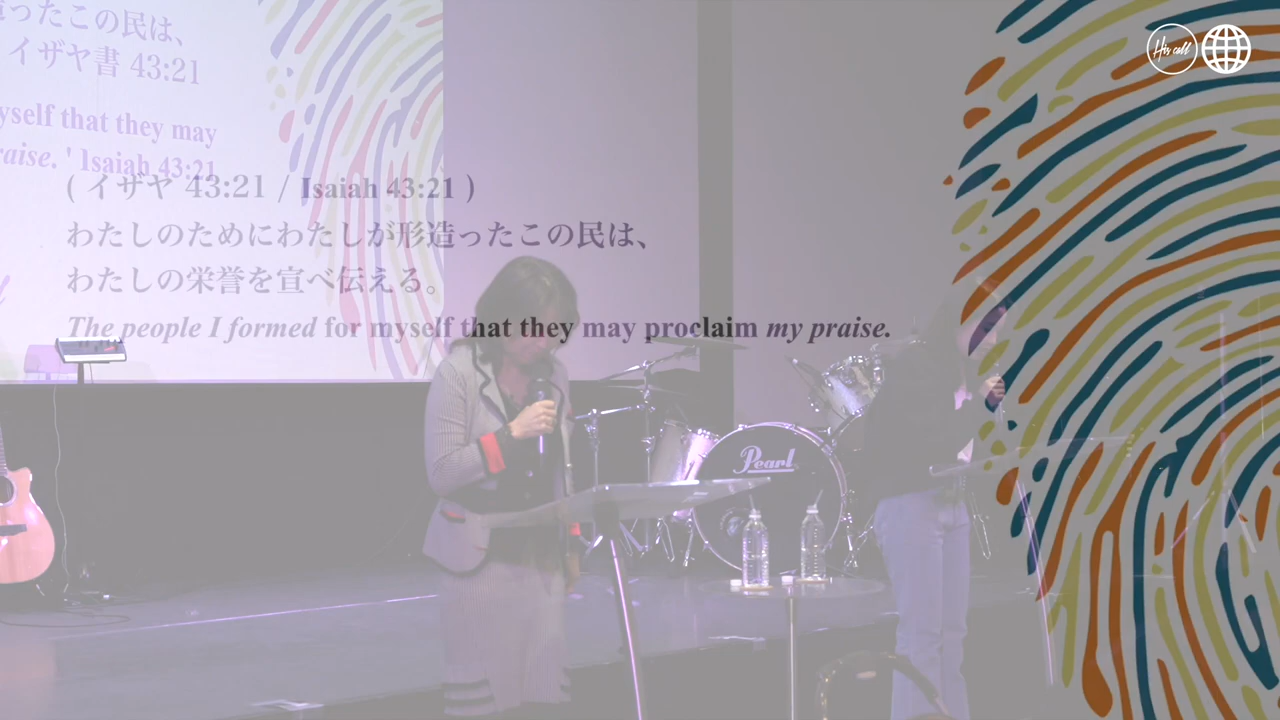 造ったこの民は、
イザヤ書 43:21
yself that they may
raise. ' Isaiah 43:21
His call
( イザヤ 43:21 / Isaiah 43:21 )
わたしのためにわたしが形造ったこの民は、
わたしの栄誉を宣べ伝える。
The people I formed for myself that they may proclaim my praise.
Pearl